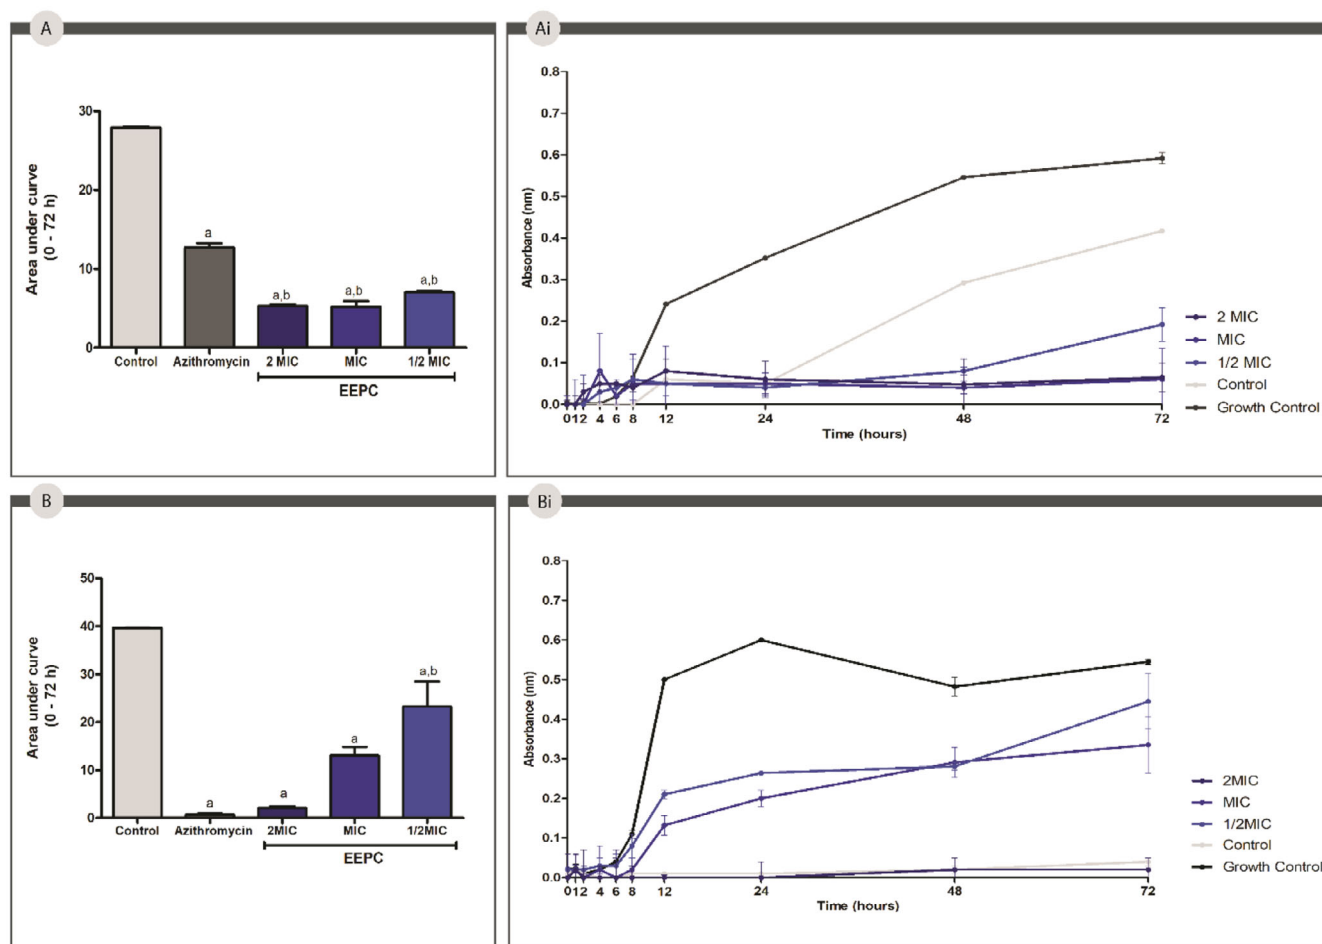 A
Area under curve
(0 - 72 h)
30
20
10
0
a
a,b
a,b
a,b
Control Azithromycin 2 MIC MIC 1/2 MIC
EEPC
Ai
Absorbance (nm)
0.8
0.7
0.6
0.5
0.4
0.3
0.2
0.1
0.0
0 1 2 4 6 8 12 24 48 72
Time (hours)
2 MIC
MIC
1/2 MIC
Control
Growth Control
B
Area under curve
(0 - 72 h)
50
40
30
20
10
0
a
a
a
a,b
Control Azithromycin 2MIC MIC 1/2MIC
EEPC
Bi
Absorbance (nm)
0.8
0.7
0.6
0.5
0.4
0.3
0.2
0.1
0.0
0 1 2 4 6 8 12 24 48 72
Time (hours)
2MIC
MIC
1/2MIC
Control
Growth Control